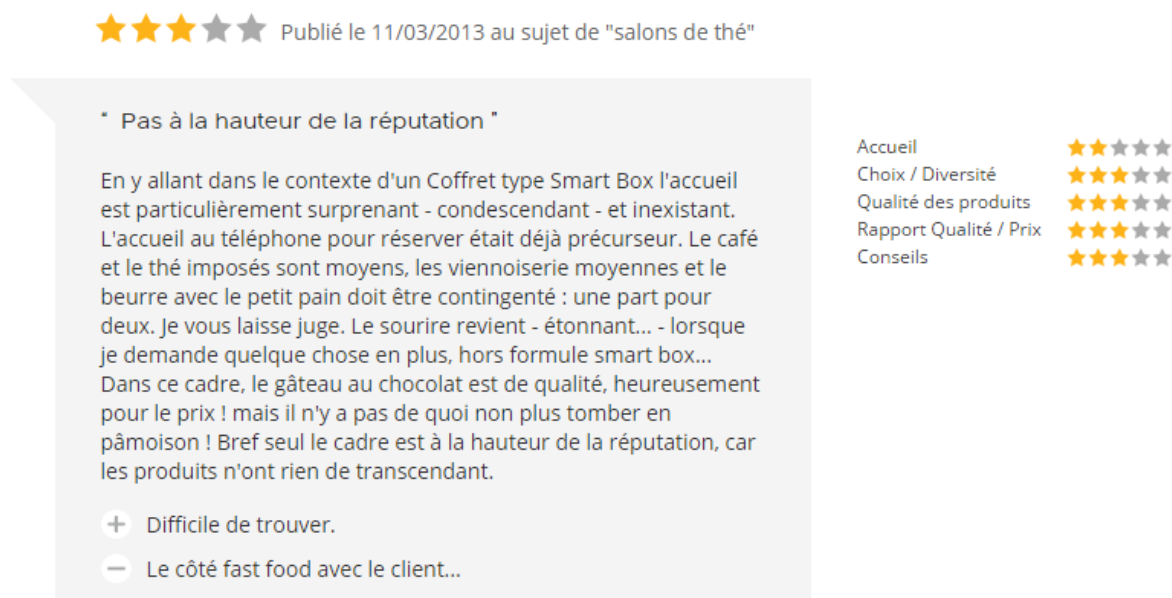 Publié le 11/03/2013 au sujet de "salons de thé"
" Pas à la hauteur de la réputation "
En y allant dans le contexte d'un Coffret type Smart Box l'accueil
est particulièrement surprenant - condescendant - et inexistant.
L'accueil au téléphone pour réserver était déjà précurseur. Le café
et le thé imposés sont moyens, les viennoiserie moyennes et le
beurre avec le petit pain doit être contingenté : une part pour
deux. Je vous laisse juge. Le sourire revient - étonnant... - lorsque
je demande quelque chose en plus, hors formule smart box...
Dans ce cadre, le gâteau au chocolat est de qualité, heureusement
pour le prix ! mais il n'y a pas de quoi non plus tomber en
pâmoison ! Bref seul le cadre est à la hauteur de la réputation, car
les produits n'ont rien de transcendant.
Difficile de trouver.
Le côté fast food avec le client...
Accueil
Choix / Diversité
Qualité des produits
Rapport Qualité / Prix
Conseils